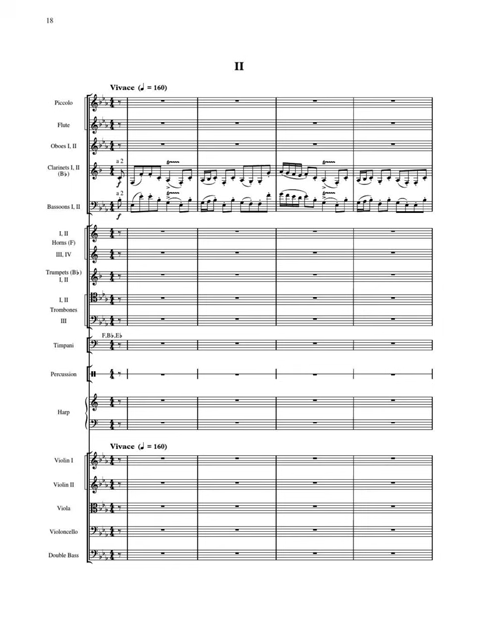 18
II
Vivace (♩ = 160)
Piccolo
Flute
Oboes I, II
a 2
Clarinets I, II
(B♭)
f
a 2
Bassoons I, II
f
I, II
Horns (F)
III, IV
Trumpets (B♭)
I, II
I, II
Trombones
III
F,B♭,E♭
Timpani
Percussion
Harp
Vivace (♩ = 160)
Violin I
Violin II
Viola
Violoncello
Double Bass